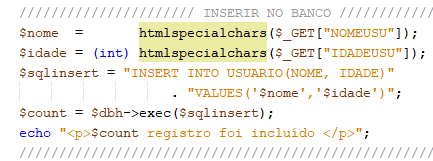 ////////////////////// INSERIR NO BANCO ////////////
$nome  =       htmlspecialchars($_GET["NOMEUSU"]);
$idade = (int) htmlspecialchars($_GET["IDADEUSU"]);
$sqlinsert = "INSERT INTO USUARIO(NOME, IDADE)"
                   . "VALUES('$nome','$idade')";
$count = $dbh->exec($sqlinsert);
echo "<p>$count registro foi incluido </p>";
/////////////////////////////////////////////////////